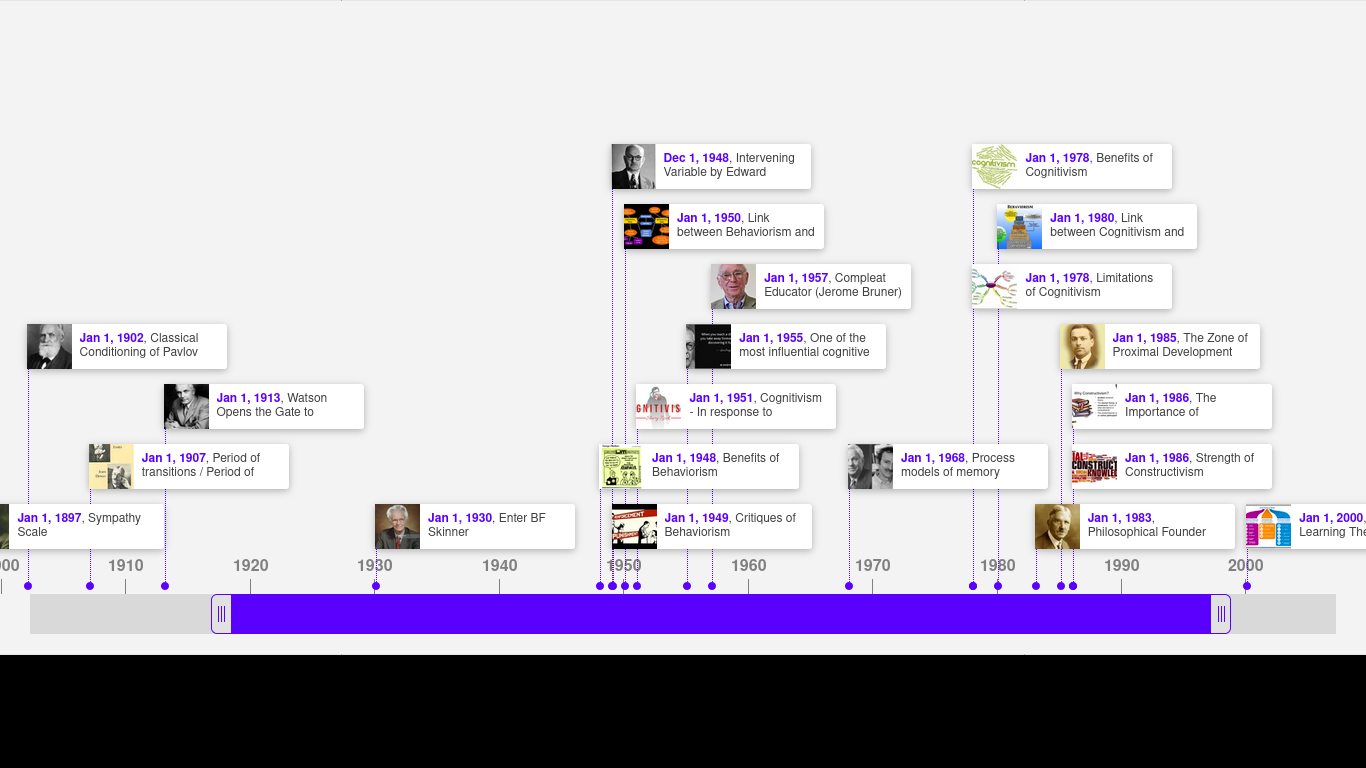 Dec 1, 1948, Intervening
Variable by Edward
Jan 1, 1978, Benefits of
Cognitivism
Jan 1, 1950, Link
between Behaviorism and
Jan 1, 1980, Link
between Cognitivism and
Jan 1, 1957, Compleat
Educator (Jerome Bruner)
Jan 1, 1978, Limitations
of Cognitivism
Jan 1, 1902, Classical
Conditioning of Pavlov
Jan 1, 1955, One of the
most influential cognitive
Jan 1, 1985, The Zone of
Proximal Development
Jan 1, 1913, Watson
Opens the Gate to
Jan 1, 1951, Cognitivism
- In response to
Jan 1, 1986, The
Importance of
Jan 1, 1907, Period of
transitions / Period of
Jan 1, 1948, Benefits of
Behaviorism
Jan 1, 1968, Process
models of memory
Jan 1, 1986, Strength of
Constructivism
Jan 1, 1897, Sympathy
Scale
Jan 1, 1930, Enter BF
Skinner
Jan 1, 1949, Critiques of
Behaviorism
Jan 1, 1983,
Philosophical Founder
Jan 1, 2000,
Learning The
00 1910 1920 1930 1940 1950 1960 1970 1980 1990 2000